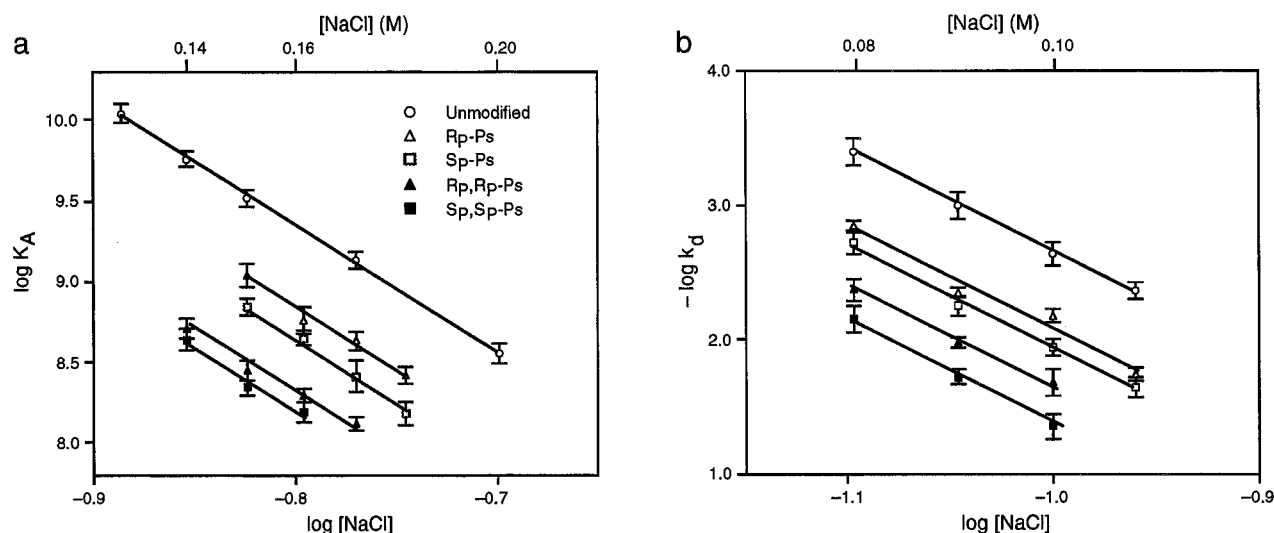 a
[NaCl] (M)
0.14 0.16 0.20
log K_A
10.0
9.5
9.0
8.5
8.0
Unmodified
Rp-Ps
Sp-Ps
Rp,Rp-Ps
Sp,Sp-Ps
−0.9 −0.8 −0.7
log [NaCl]
b
[NaCl] (M)
0.08 0.10
− log k_d
4.0
3.0
2.0
1.0
−1.1 −1.0 −0.9
log [NaCl]